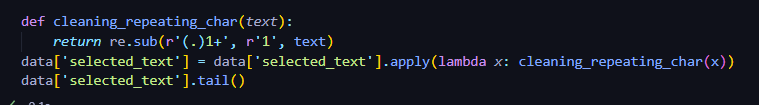 def cleaning_repeating_char(text):
    return re.sub(r'(.)1+', r'1', text)
data['selected_text'] = data['selected_text'].apply(lambda x: cleaning_repeating_char(x))
data['selected_text'].tail()